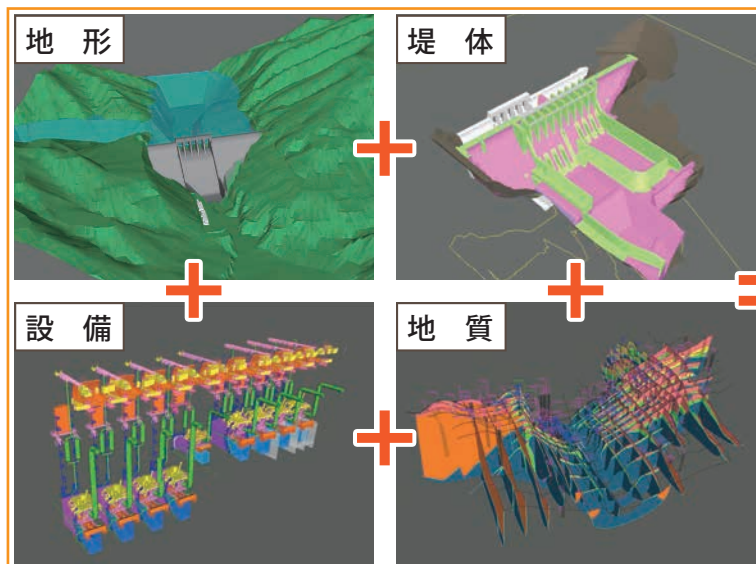 地 形
堤 体
設 備
地 質